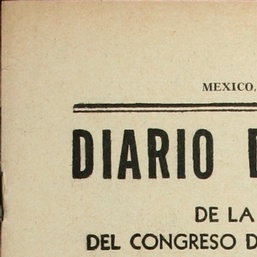 MEXICO.
DIARIO
DE LA
DEL CONGRESO D